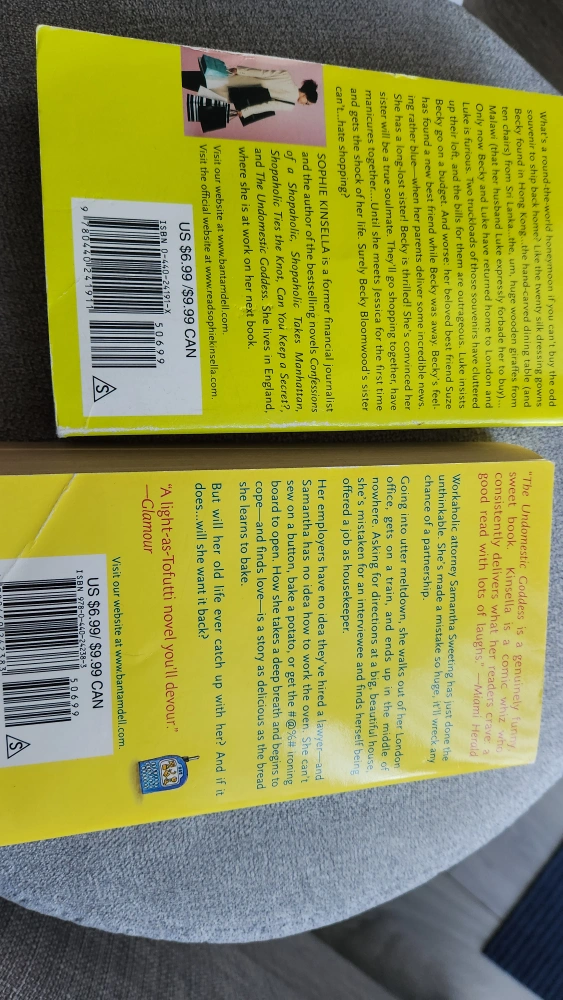 What's a round-the-world honeymoon if you can't buy the odd
souvenir to ship back home? Like the twenty silk dressing gowns
Becky found in Hong Kong...the hand-carved dining table (and
ten chairs) from Sri Lanka...the, um, huge wooden giraffes from
Malawi (that her husband Luke expressly forbade her to buy)...
Only now Becky and Luke have returned home to London and
Luke is furious. Two truckloads of those souvenirs have cluttered
up their loft, and the bills for them are outrageous. Luke insists
Becky go on a budget. And worse: her beloved best friend Suze
has found a new best friend while Becky was away. Becky's feel-
ing rather blue—when her parents deliver some incredible news.
She has a long-lost sister! Becky is thrilled! She's convinced her
sister will be a true soulmate. They'll go shopping together, have
manicures together....Until she meets Jessica for the first time
and gets the shock of her life. Surely Becky Bloomwood's sister
can't...hate shopping?
SOPHIE KINSELLA is a former financial journalist
and the author of the bestselling novels Confessions
of a Shopaholic, Shopaholic Takes Manhattan,
Shopaholic Ties the Knot, Can You Keep a Secret?,
and The Undomestic Goddess. She lives in England,
where she is at work on her next book.
Visit our website at www.bantamdell.com.
Visit the official website at www.readsophiekinsella.com.
US $6.99 /$9.99 CAN
ISBN 0-440-24191-X
50699
9 780440 241911
S
"The Undomestic Goddess is a genuinely funny,
sweet book. Kinsella is a comic whiz who
consistently delivers what her readers crave: a
good read with lots of laughs." —Miami Herald
Workaholic attorney Samantha Sweeting has just done the
unthinkable. She's made a mistake so huge, it'll wreck any
chance of a partnership.
Going into utter meltdown, she walks out of her London
office, gets on a train, and ends up in the middle of
nowhere. Asking for directions at a big, beautiful house,
she's mistaken for an interviewee and finds herself being
offered a job as housekeeper.
Her employers have no idea they've hired a lawyer—and
Samantha has no idea how to work the oven. She can't
sew on a button, bake a potato, or get the #@%# ironing
board to open. How she takes a deep breath and begins to
cope—and finds love—is a story as delicious as the bread
she learns to bake.
But will her old life ever catch up with her? And if it
does...will she want it back?
"A light-as-Tofutti novel you'll devour."
—Glamour
Visit our website at www.bantamdell.com.
US $6.99/ $9.99 CAN
ISBN 978-0-440-24238-3
50699
S